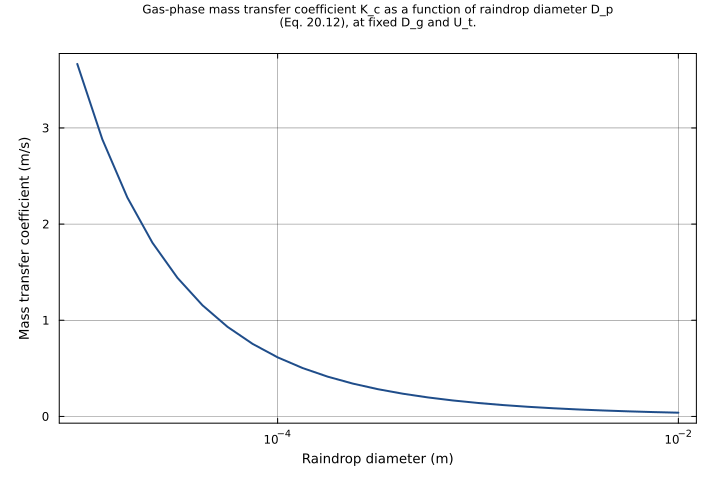 Gas-phase mass transfer coefficient K_c as a function of raindrop diameter D_p
(Eq. 20.12), at fixed D_g and U_t.
Mass transfer coefficient (m/s)
3
2
1
0
10⁻⁴
10⁻²
Raindrop diameter (m)